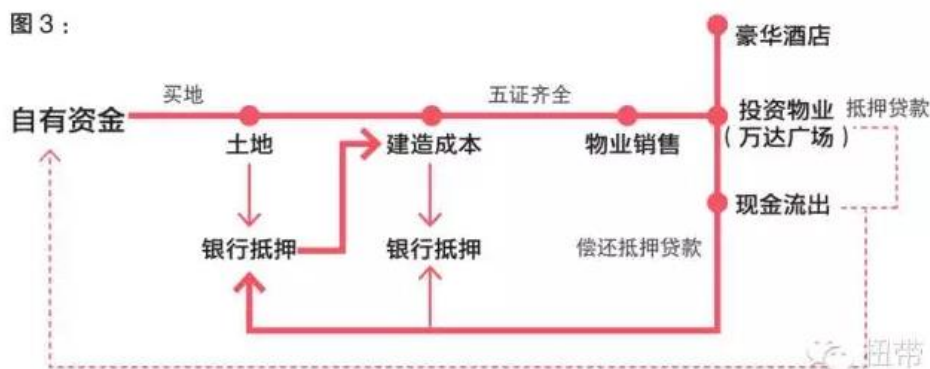 图3：
豪华酒店
买地
五证齐全
自有资金
投资物业
抵押贷款
土地
建造成本
物业销售
（万达广场）
现金流出
银行抵押
银行抵押
偿还抵押贷款
扭带